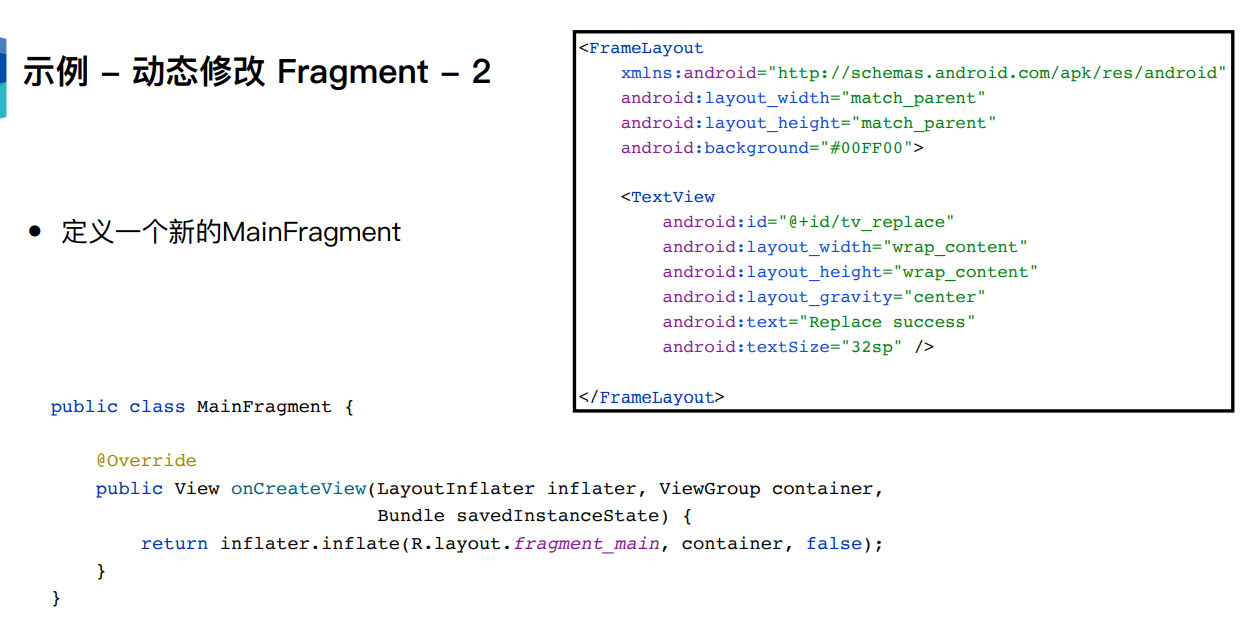 示例 – 动态修改 Fragment – 2
● 定义一个新的MainFragment
<FrameLayout
    xmlns:android="http://schemas.android.com/apk/res/android"
    android:layout_width="match_parent"
    android:layout_height="match_parent"
    android:background="#00FF00">

    <TextView
        android:id="@+id/tv_replace"
        android:layout_width="wrap_content"
        android:layout_height="wrap_content"
        android:layout_gravity="center"
        android:text="Replace success"
        android:textSize="32sp" />

</FrameLayout>
public class MainFragment {

    @Override
    public View onCreateView(LayoutInflater inflater, ViewGroup container,
                             Bundle savedInstanceState) {
        return inflater.inflate(R.layout.fragment_main, container, false);
    }
}